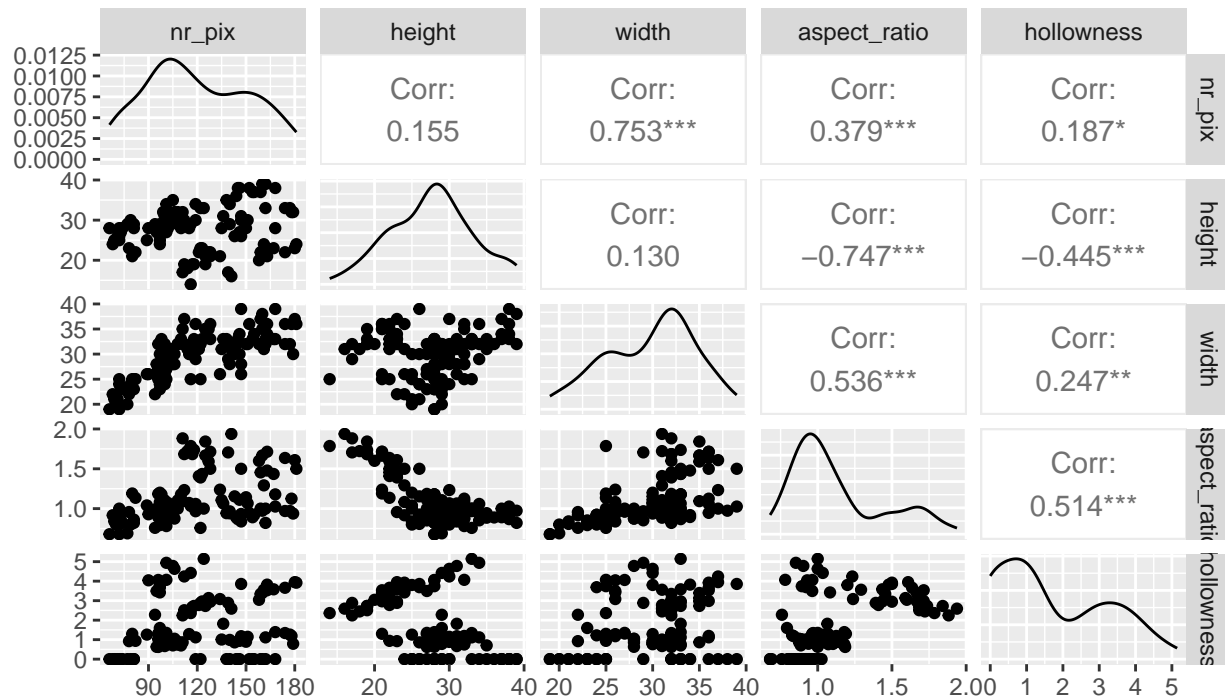 nr_pix height width aspect_ratio hollowness
0.0125
0.0100
0.0075
0.0050
0.0025
0.0000
Corr:
0.155
Corr:
0.753***
Corr:
0.379***
Corr:
0.187*
nr_pix
40
30
20
Corr:
0.130
Corr:
−0.747***
Corr:
−0.445***
height
40
35
30
25
20
Corr:
0.536***
Corr:
0.247**
width
2.0
1.5
1.0
Corr:
0.514***
aspect_ratio
5
4
3
2
1
0
hollowness
90 120 150 180
20 30 40
20 25 30 35 40
1.0 1.5 2.0
0 1 2 3 4 5